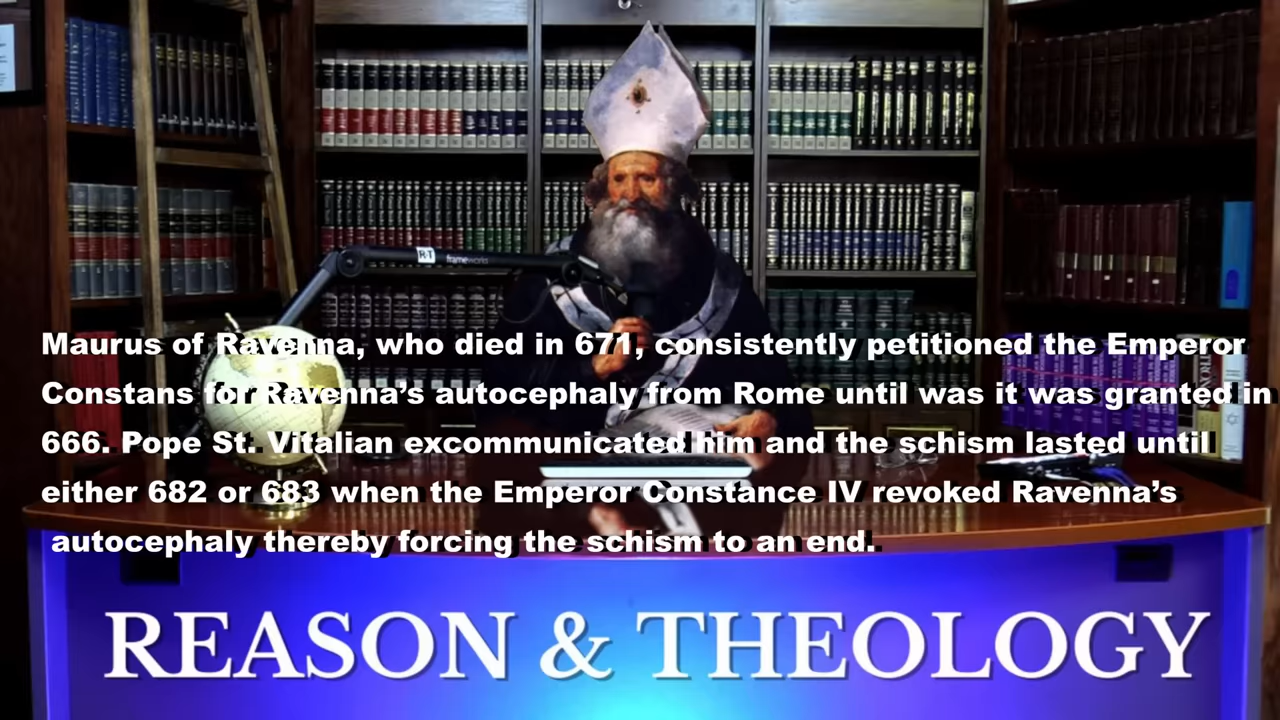 R·T frameworks
Maurus of Ravenna, who died in 671, consistently petitioned the Emperor
Constans for Ravenna’s autocephaly from Rome until was it was granted in
666. Pope St. Vitalian excommunicated him and the schism lasted until
either 682 or 683 when the Emperor Constance IV revoked Ravenna’s
autocephaly thereby forcing the schism to an end.
REASON & THEOLOGY